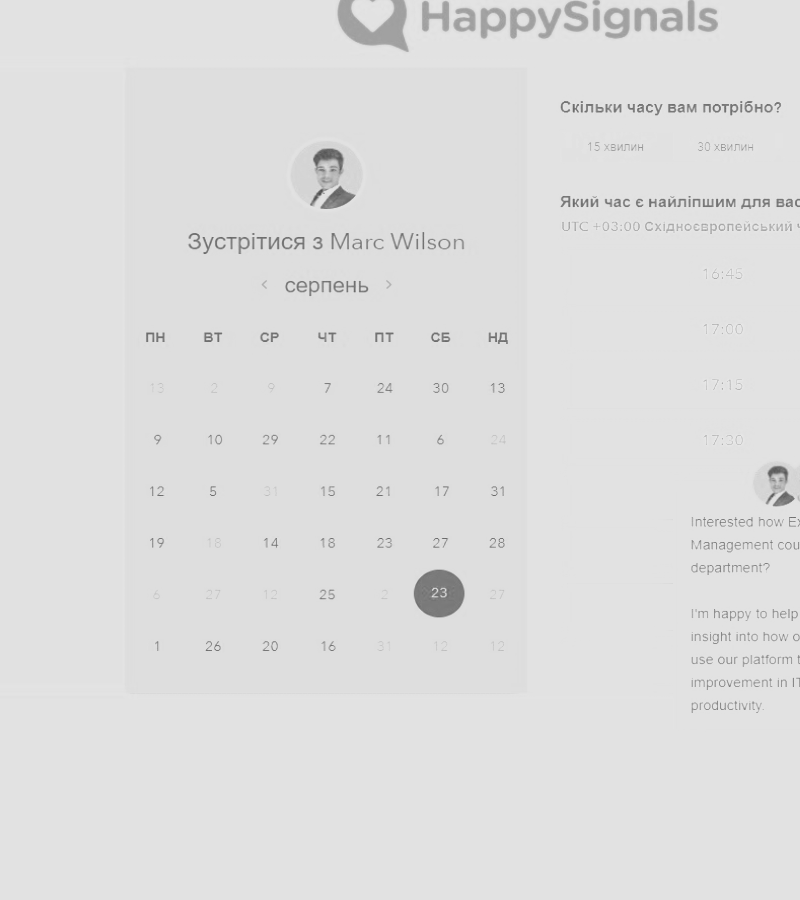 HappySignals
Зустрітися з Marc Wilson
серпень
ПН ВТ СР ЧТ ПТ СБ НД
13 2 9 7 24 30 13
9 10 29 22 11 6 24
12 5 31 15 21 17 31
19 18 14 18 23 27 28
6 27 12 25 2 23 27
1 26 20 16 31 12 12
Скільки часу вам потрібно?
15 хвилин 30 хвилин
Який час є найліпшим для вас
UTC +03:00 Східноєвропейський
16:45
17:00
17:15
17:30
Interested how
Management
department?
I'm happy to help
insight into how
use our platform
improvement in IT
productivity.